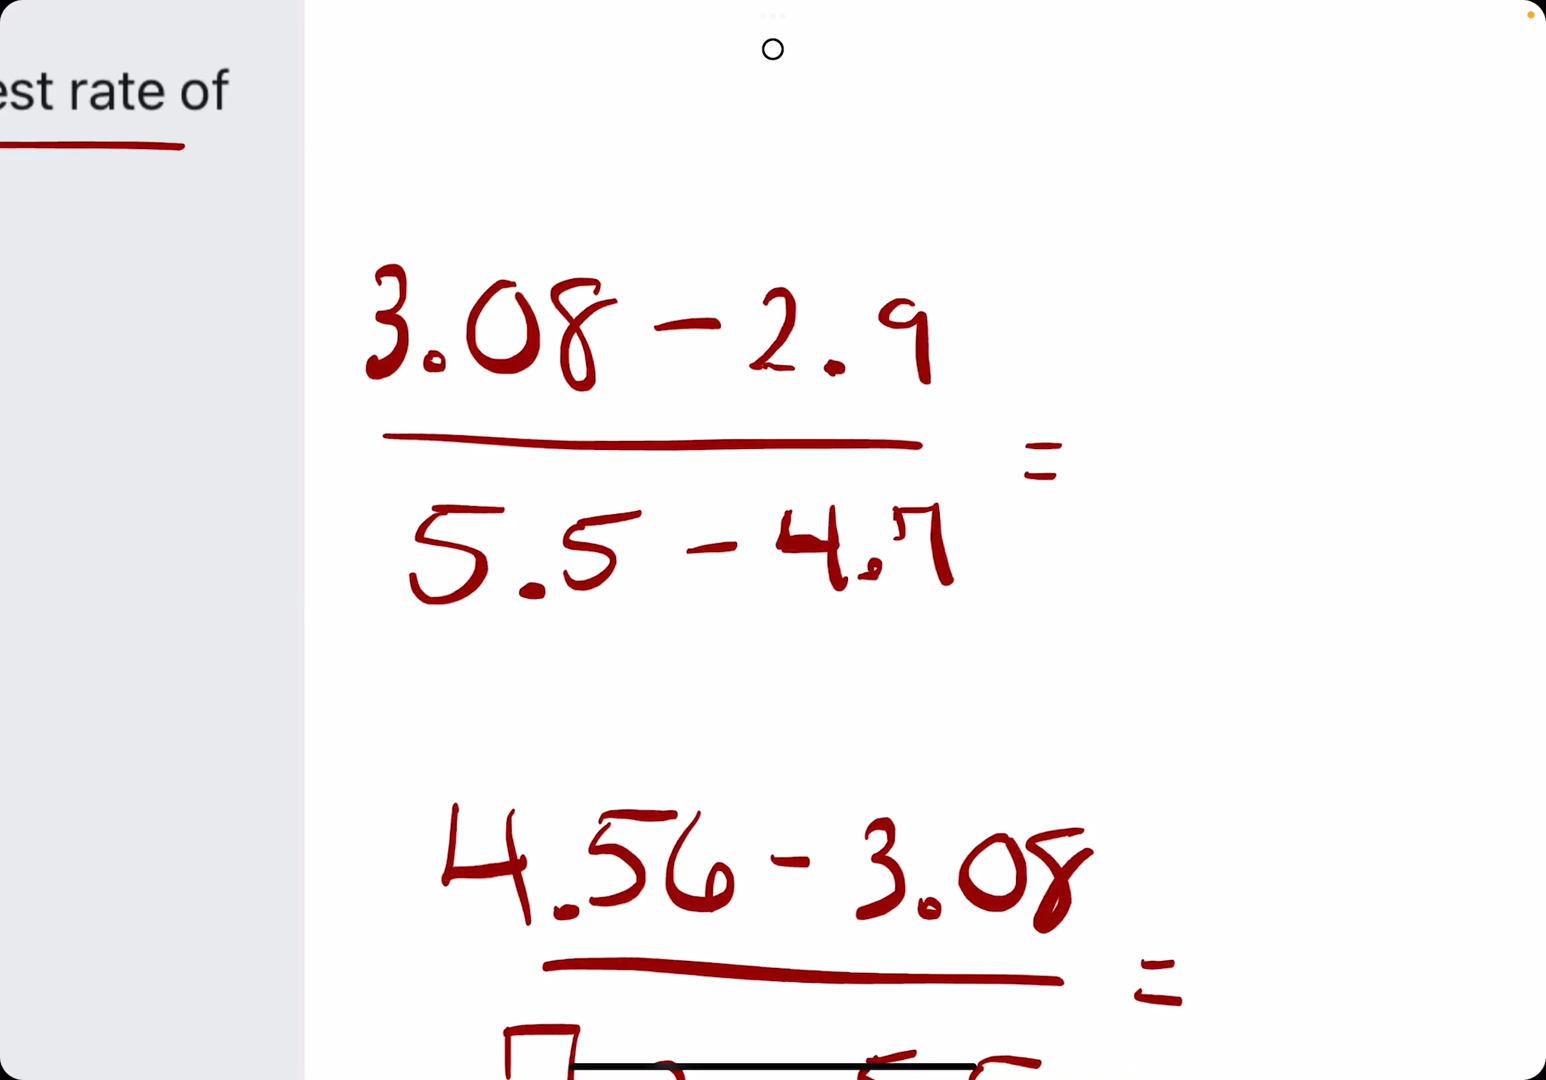 est rate of
3.08 - 2.9
=
5.5 - 4.7
4.56 - 3.08
=